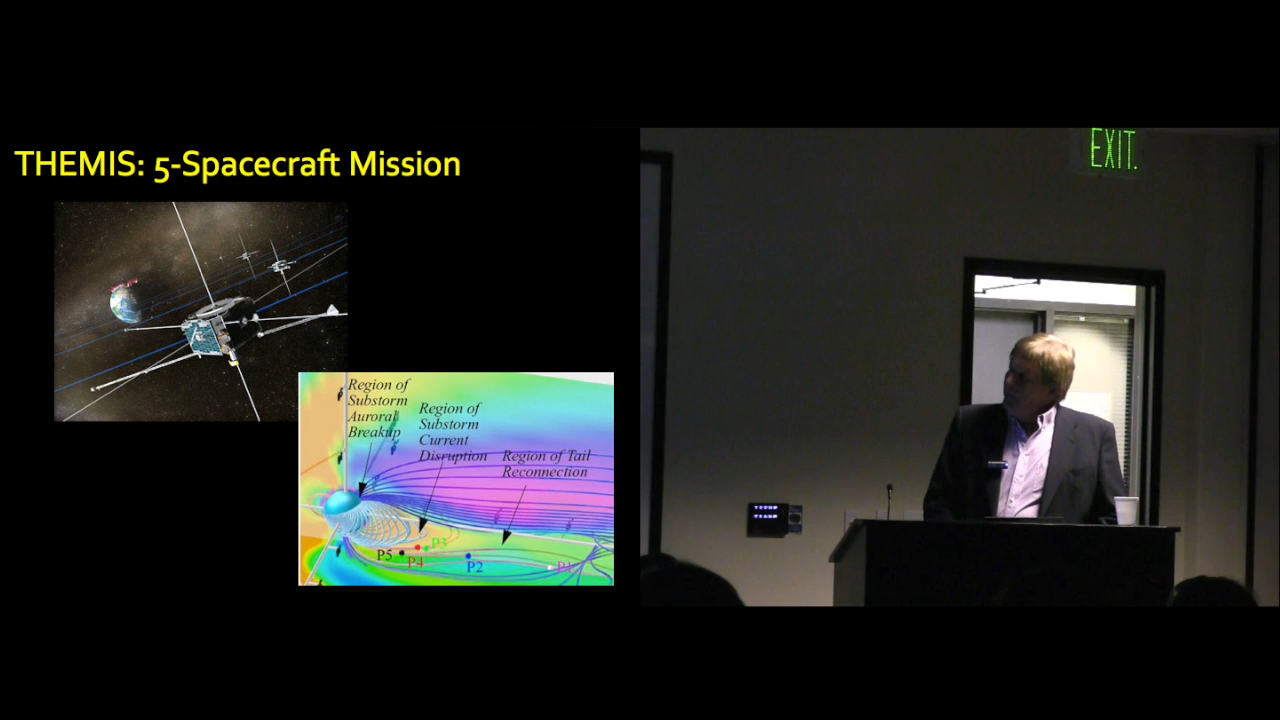 THEMIS: 5-Spacecraft Mission
Region of
Substorm
Auroral
Breakup
Region of
Substorm
Current
Disruption
Region of Tail
Reconnection
P5
P4
P3
P2
P1
EXIT